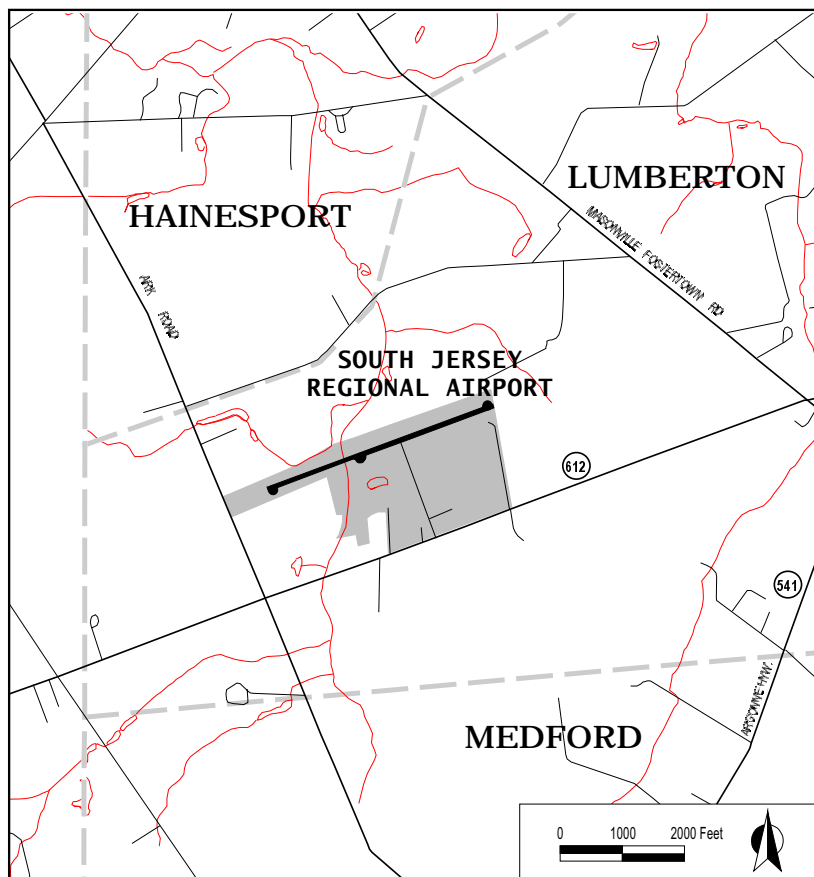 LUMBERTON
HAINESPORT
MASONVILLE FOSTERTOWN RD
ARK ROAD
SOUTH JERSEY
REGIONAL AIRPORT
612
541
MEDFORD
0 1000 2000 Feet